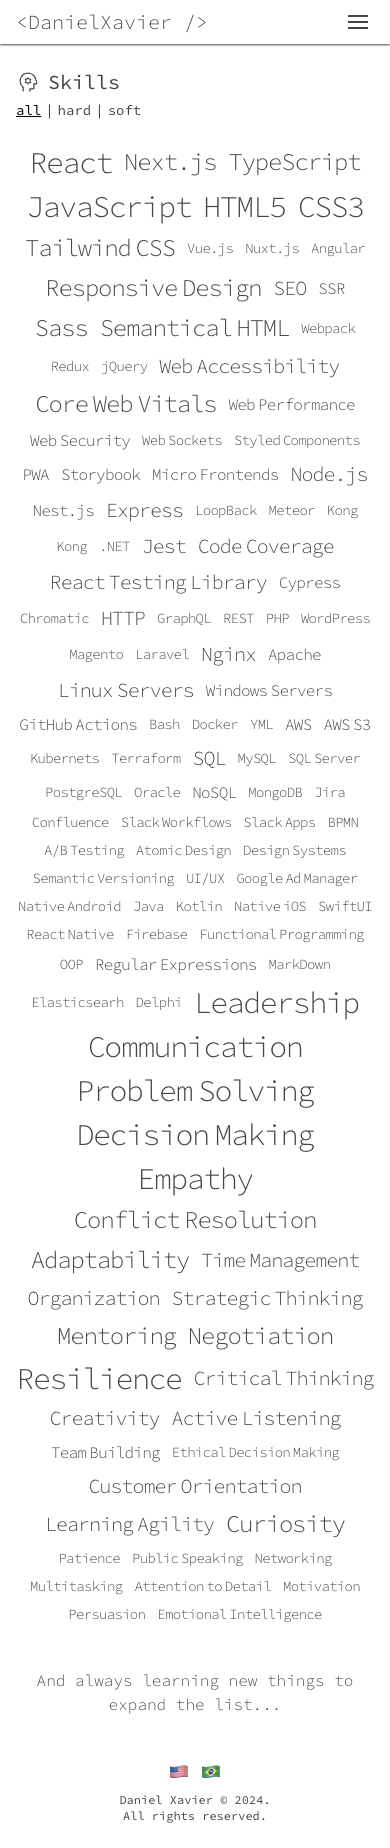 <DanielXavier />
Skills
all | hard | soft
React Next.js TypeScript
JavaScript HTML5 CSS3
Tailwind CSS Vue.js Nuxt.js Angular
Responsive Design SEO SSR
Sass Semantical HTML Webpack
Redux jQuery Web Accessibility
Core Web Vitals Web Performance
Web Security Web Sockets Styled Components
PWA Storybook Micro Frontends Node.js
Nest.js Express LoopBack Meteor Kong
Kong .NET Jest Code Coverage
React Testing Library Cypress
Chromatic HTTP GraphQL REST PHP WordPress
Magento Laravel Nginx Apache
Linux Servers Windows Servers
GitHub Actions Bash Docker YML AWS AWS S3
Kubernets Terraform SQL MySQL SQL Server
PostgreSQL Oracle NoSQL MongoDB Jira
Confluence Slack Workflows Slack Apps BPMN
A/B Testing Atomic Design Design Systems
Semantic Versioning UI/UX Google Ad Manager
Native Android Java Kotlin Native iOS SwiftUI
React Native Firebase Functional Programming
OOP Regular Expressions MarkDown
Elasticsearh Delphi Leadership
Communication
Problem Solving
Decision Making
Empathy
Conflict Resolution
Adaptability Time Management
Organization Strategic Thinking
Mentoring Negotiation
Resilience Critical Thinking
Creativity Active Listening
Team Building Ethical Decision Making
Customer Orientation
Learning Agility Curiosity
Patience Public Speaking Networking
Multitasking Attention to Detail Motivation
Persuasion Emotional Intelligence
And always learning new things to
expand the list...
Daniel Xavier © 2024.
All rights reserved.